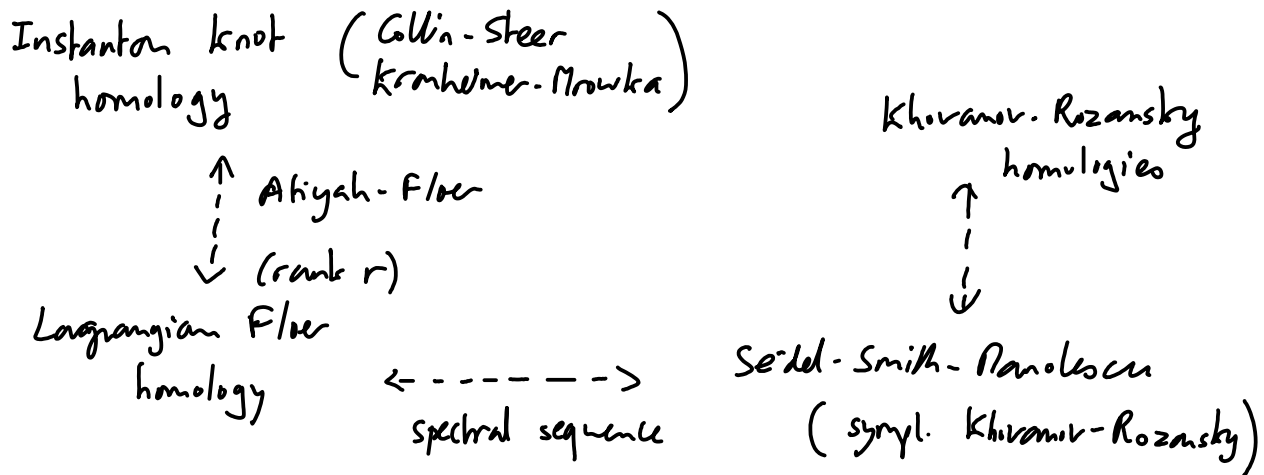 Instanton knot
homology
(Collin-Steer
Kronheimer-Mrowka)
Khovanov-Rozansky
homologies
Atiyah-Floer
(rank r)
Lagrangian Floer
homology
spectral sequence
Seidel-Smith-Manolescu
(sympl. Khovanov-Rozansky)